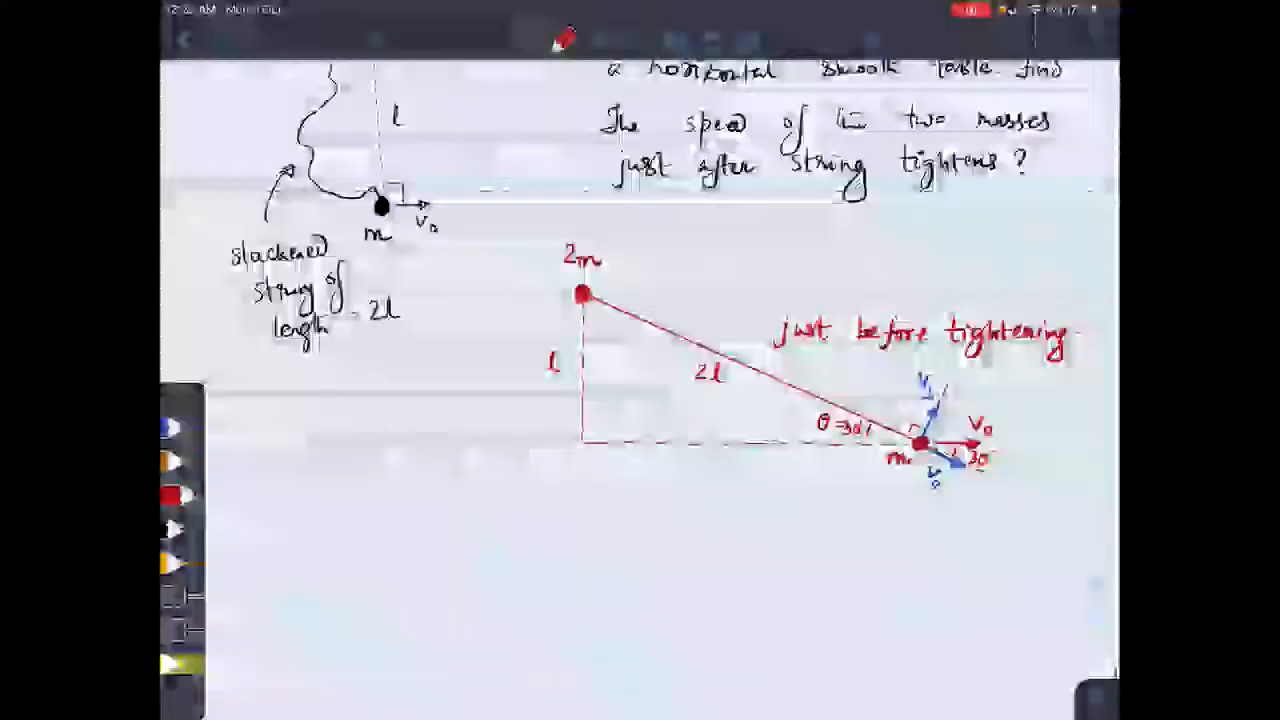 a horizontal smooth table find
The speed of the two masses
just after string tightens ?
l
v₀
m
slackened
string of
length = 2l
2m
just before tightening
l
2l
θ = 30°
v₀
m
30